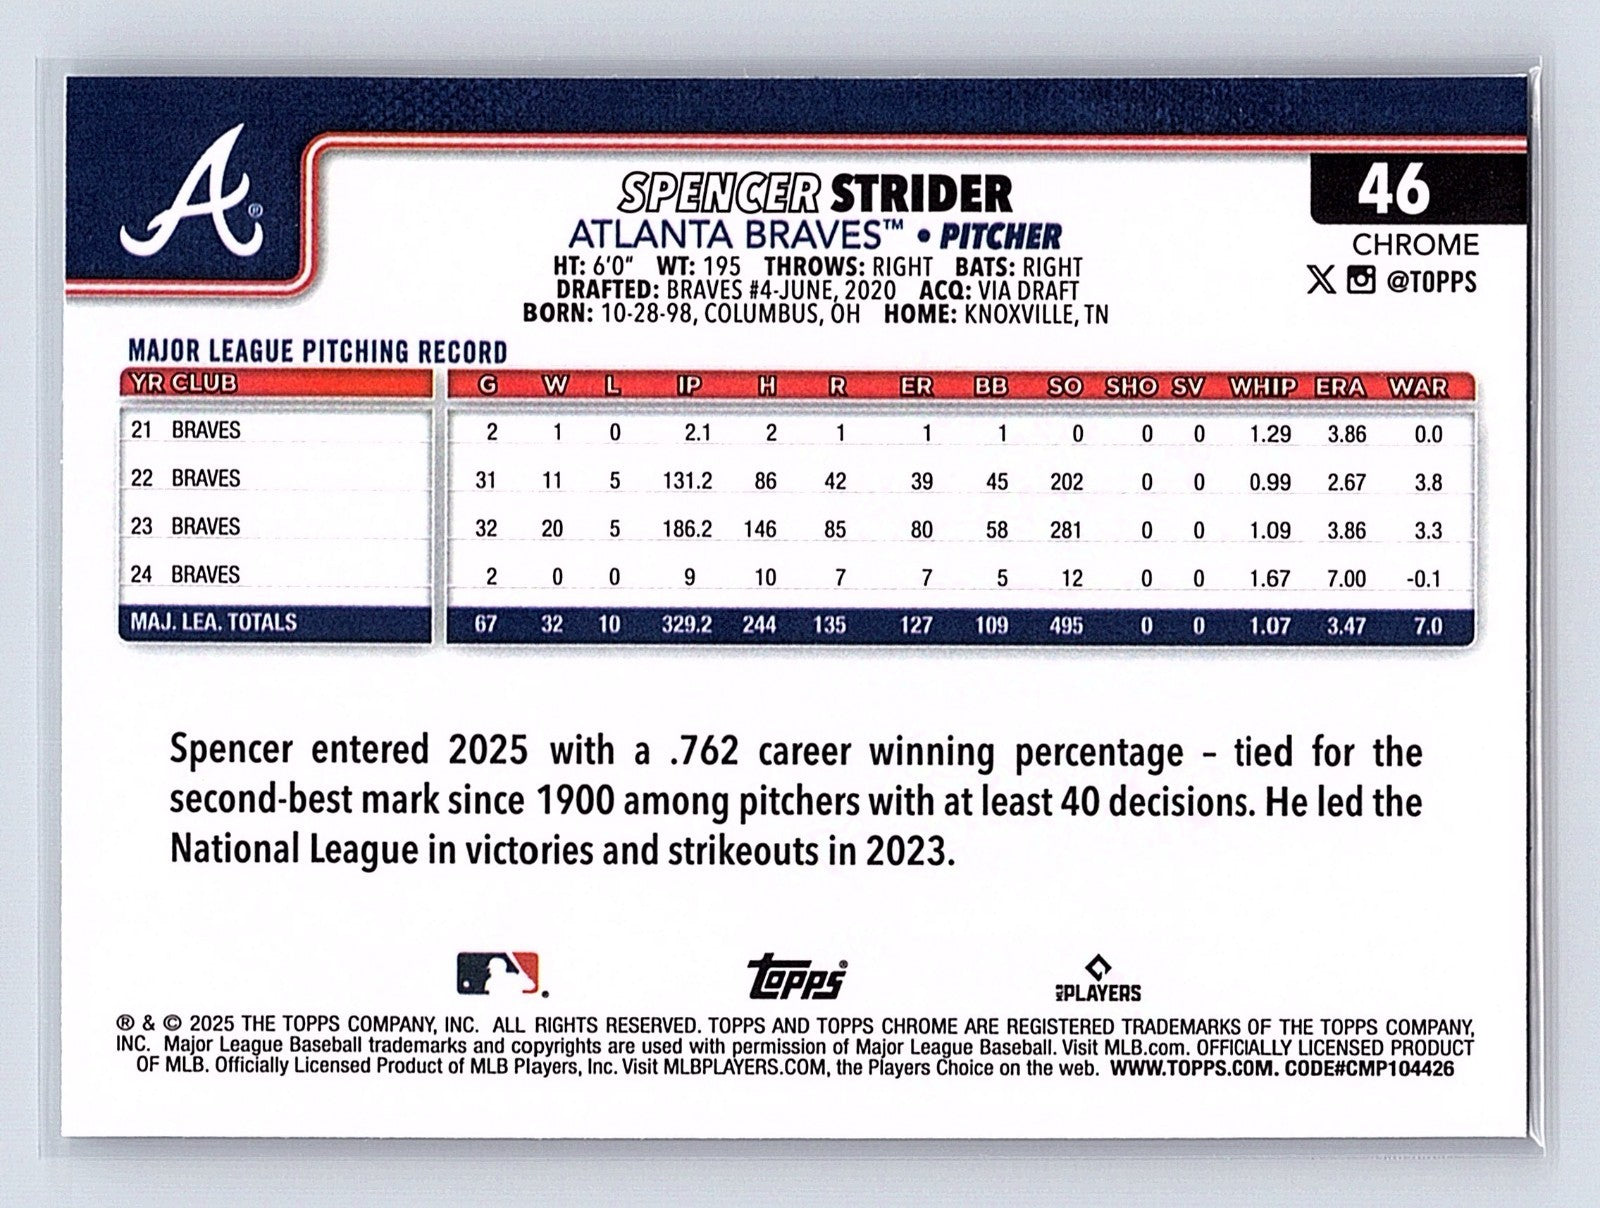 A ®
SPENCER STRIDER
46
ATLANTA BRAVES™ • PITCHER
CHROME
HT: 6'0" WT: 195 THROWS: RIGHT BATS: RIGHT
X @TOPPS
DRAFTED: BRAVES #4-JUNE, 2020 ACQ: VIA DRAFT
BORN: 10-28-98, COLUMBUS, OH HOME: KNOXVILLE, TN
MAJOR LEAGUE PITCHING RECORD
YR CLUB G W L IP H R ER BB SO SHO SV WHIP ERA WAR
21 BRAVES 2 1 0 2.1 2 1 1 1 0 0 0 1.29 3.86 0.0
22 BRAVES 31 11 5 131.2 86 42 39 45 202 0 0 0.99 2.67 3.8
23 BRAVES 32 20 5 186.2 146 85 80 58 281 0 0 1.09 3.86 3.3
24 BRAVES 2 0 0 9 10 7 7 5 12 0 0 1.67 7.00 -0.1
MAJ. LEA. TOTALS 67 32 10 329.2 244 135 127 109 495 0 0 1.07 3.47 7.0
Spencer entered 2025 with a .762 career winning percentage – tied for the
second-best mark since 1900 among pitchers with at least 40 decisions. He led the
National League in victories and strikeouts in 2023.
topps®
MLB PLAYERS
® & © 2025 THE TOPPS COMPANY, INC. ALL RIGHTS RESERVED. TOPPS AND TOPPS CHROME ARE REGISTERED TRADEMARKS OF THE TOPPS COMPANY,
INC. Major League Baseball trademarks and copyrights are used with permission of Major League Baseball. Visit MLB.com. OFFICIALLY LICENSED PRODUCT
OF MLB. Officially Licensed Product of MLB Players, Inc. Visit MLBPLAYERS.COM, the Players Choice on the web. WWW.TOPPS.COM. CODE#CMP104426